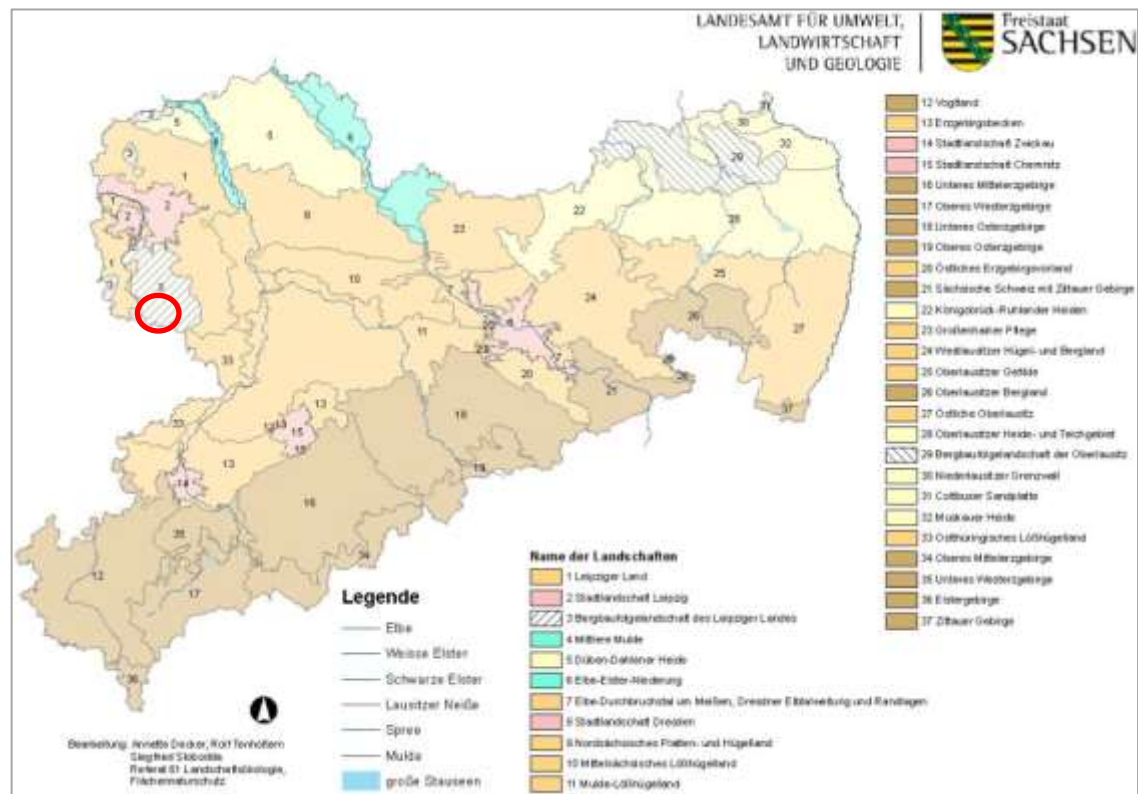 LANDESAMT FÜR UMWELT,
LANDWIRTSCHAFT
UND GEOLOGIE
Freistaat
SACHSEN
12 Vogtland
13 Erzgebirgsbecken
14 Stadtlandschaft Zwickau
15 Stadtlandschaft Chemnitz
16 Unteres Mittelerzgebirge
17 Oberes Westerzgebirge
18 Unteres Osterzgebirge
19 Oberes Osterzgebirge
20 Östliches Erzgebirgsvorland
21 Sächsische Schweiz mit Zittauer Gebirge
22 Königsbrück-Ruhlander Heiden
23 Großenhainer Pflege
24 Westlausitzer Hügel- und Bergland
25 Oberlausitzer Gefilde
26 Oberlausitzer Bergland
27 Östliche Oberlausitz
28 Oberlausitzer Heide- und Teichgebiet
29 Bergbaufolgelandschaft der Oberlausitz
30 Niederlausitzer Grenzwall
31 Cottbuser Sandplatte
32 Muskauer Heide
33 Ostthüringisches Lößhügelland
34 Oberes Mittelerzgebirge
35 Unteres Westerzgebirge
36 Elstergebirge
37 Zittauer Gebirge
Name der Landschaften
1 Leipziger Land
2 Stadtlandschaft Leipzig
3 Bergbaufolgelandschaft des Leipziger Landes
4 Mittlere Mulde
5 Düben-Dahlener Heide
6 Elbe-Elster-Niederung
7 Elbe-Durchbruchstal um Meißen, Dresdner Elbtalweitung und Randlagen
8 Stadtlandschaft Dresden
9 Nordsächsisches Platten- und Hügelland
10 Mittelsächsisches Lößhügelland
11 Mulde-Lößhügelland
Legende
Elbe
Weisse Elster
Schwarze Elster
Lausitzer Neiße
Spree
Mulde
große Stauseen
Bearbeitung: Annette Decker, Rolf Tenholtern
Siegfried Slobodda
Referat 61 Landschaftsökologie,
Flächennaturschutz